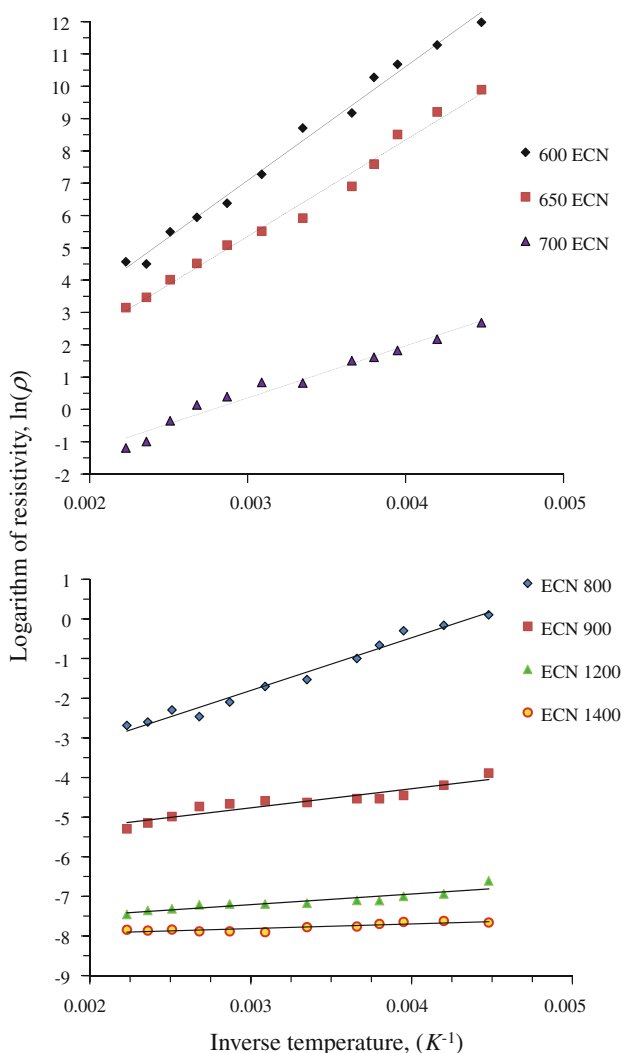 12
11
10
9
8
7
6
5
4
3
2
1
0
-1
-2
0.002 0.003 0.004 0.005
600 ECN
650 ECN
700 ECN
Logarithm of resistivity, ln(ρ)
1
0
-1
-2
-3
-4
-5
-6
-7
-8
-9
0.002 0.003 0.004 0.005
ECN 800
ECN 900
ECN 1200
ECN 1400
Inverse temperature, (K⁻¹)